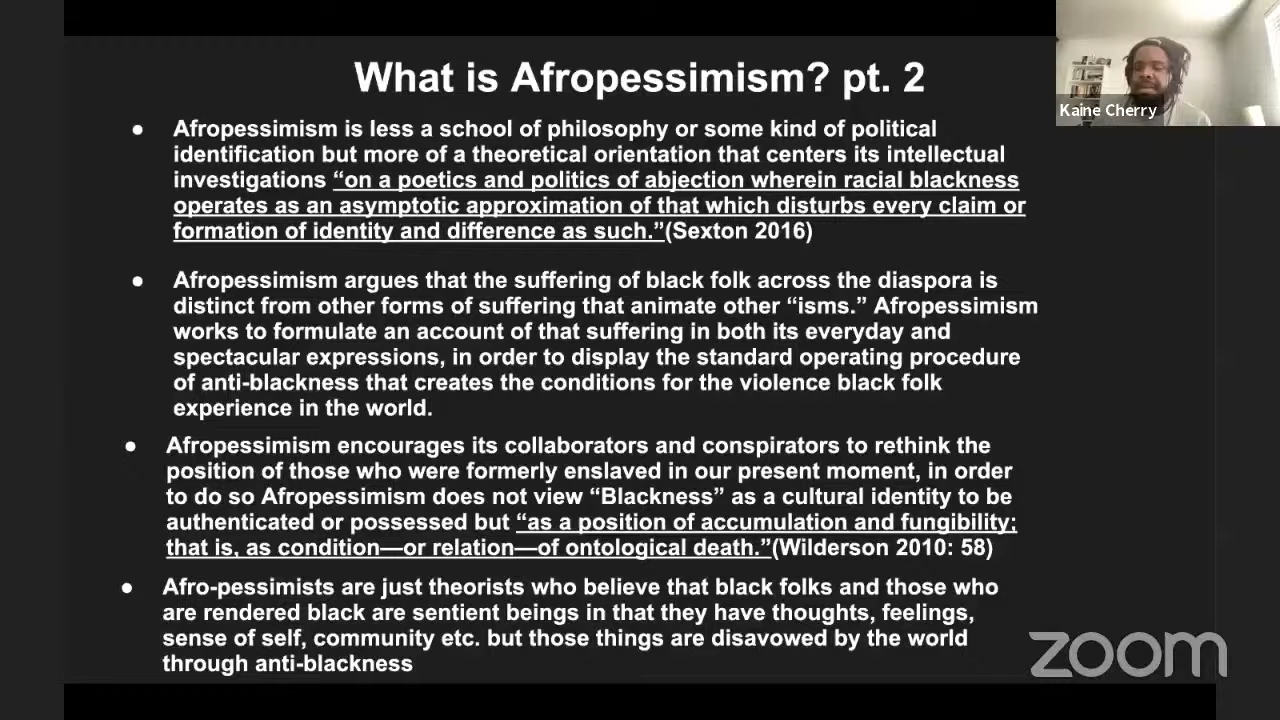 What is Afropessimism? pt. 2
Kaine Cherry
● Afropessimism is less a school of philosophy or some kind of political
identification but more of a theoretical orientation that centers its intellectual
investigations “on a poetics and politics of abjection wherein racial blackness
operates as an asymptotic approximation of that which disturbs every claim or
formation of identity and difference as such.”(Sexton 2016)
● Afropessimism argues that the suffering of black folk across the diaspora is
distinct from other forms of suffering that animate other “isms.” Afropessimism
works to formulate an account of that suffering in both its everyday and
spectacular expressions, in order to display the standard operating procedure
of anti-blackness that creates the conditions for the violence black folk
experience in the world.
● Afropessimism encourages its collaborators and conspirators to rethink the
position of those who were formerly enslaved in our present moment, in order
to do so Afropessimism does not view “Blackness” as a cultural identity to be
authenticated or possessed but “as a position of accumulation and fungibility;
that is, as condition—or relation—of ontological death.”(Wilderson 2010: 58)
● Afro-pessimists are just theorists who believe that black folks and those who
are rendered black are sentient beings in that they have thoughts, feelings,
sense of self, community etc. but those things are disavowed by the world
through anti-blackness
zoom